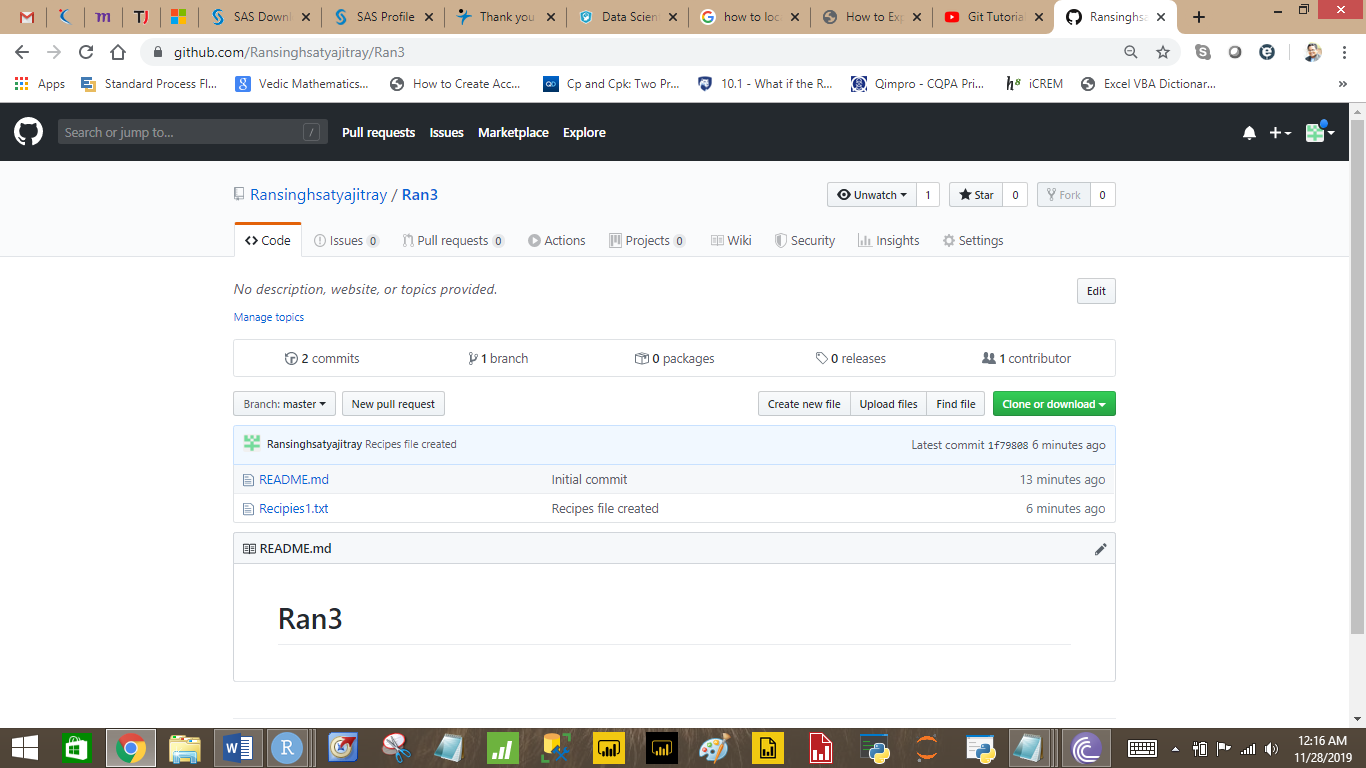 SAS Downl
SAS Profile
Thank you
Data Scien
how to loc
How to Exp
Git Tutoria
Ransinghsa
github.com/Ransinghsatyajitray/Ran3
Apps
Standard Process Fl...
Vedic Mathematics...
How to Create Acc...
Cp and Cpk: Two Pr...
10.1 - What if the R...
Qimpro - CQPA Pri...
iCREM
Excel VBA Dictionar...
»
Search or jump to...
/
Pull requests
Issues
Marketplace
Explore
Ransinghsatyajitray / Ran3
Unwatch 1
Star 0
Fork 0
Code
Issues 0
Pull requests 0
Actions
Projects 0
Wiki
Security
Insights
Settings
No description, website, or topics provided.
Edit
Manage topics
2 commits
1 branch
0 packages
0 releases
1 contributor
Branch: master
New pull request
Create new file
Upload files
Find file
Clone or download
Ransinghsatyajitray Recipes file created
Latest commit 1f79808 6 minutes ago
README.md
Initial commit
13 minutes ago
Recipies1.txt
Recipes file created
6 minutes ago
README.md
Ran3
12:16 AM
11/28/2019